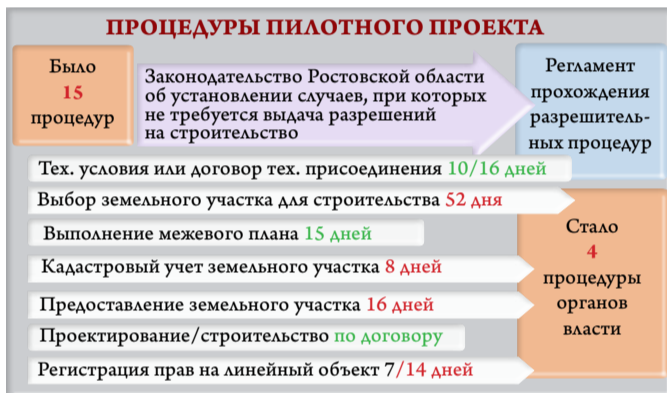 ПРОЦЕДУРЫ ПИЛОТНОГО ПРОЕКТА
Было
15
процедур
Законодательство Ростовской области
об установлении случаев, при которых
не требуется выдача разрешений
на строительство
Регламент
прохождения
разрешитель-
ных процедур
Тех. условия или договор тех. присоединения 10/16 дней
Выбор земельного участка для строительства 52 дня
Выполнение межевого плана 15 дней
Кадастровый учет земельного участка 8 дней
Предоставление земельного участка 16 дней
Проектирование/строительство по договору
Регистрация прав на линейный объект 7/14 дней
Стало
4
процедуры
органов
власти